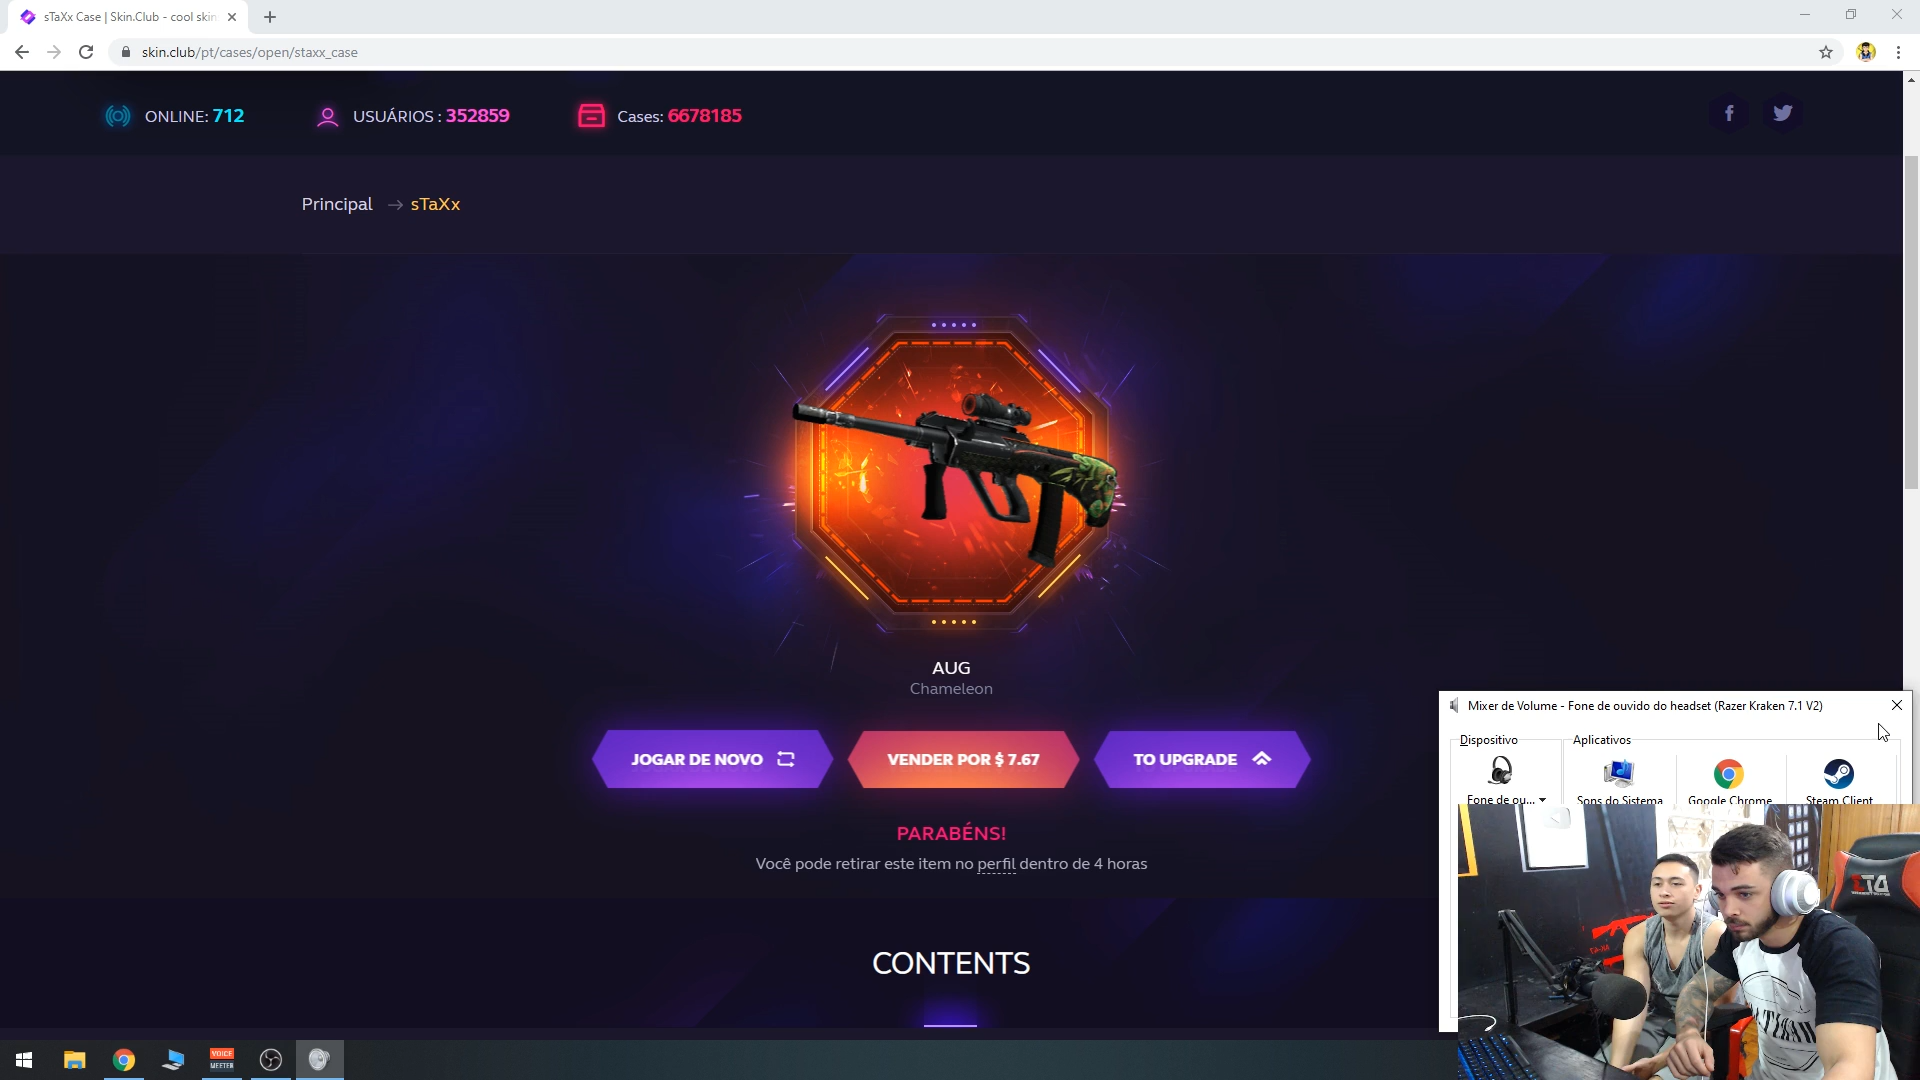 sTaXx Case | Skin.Club - cool skin
skin.club/pt/cases/open/staxx_case
ONLINE: 712
USUÁRIOS : 352859
Cases: 6678185
Principal → sTaXx
AUG
Chameleon
JOGAR DE NOVO
VENDER POR $ 7.67
TO UPGRADE
PARABÉNS!
Você pode retirar este item no perfil dentro de 4 horas
CONTENTS
Mixer de Volume - Fone de ouvido do headset (Razer Kraken 7.1 V2)
Dispositivo
Aplicativos
Fone de ou...
Sons do Sistema
Google Chrome
Steam Client
VOICE
MEETER